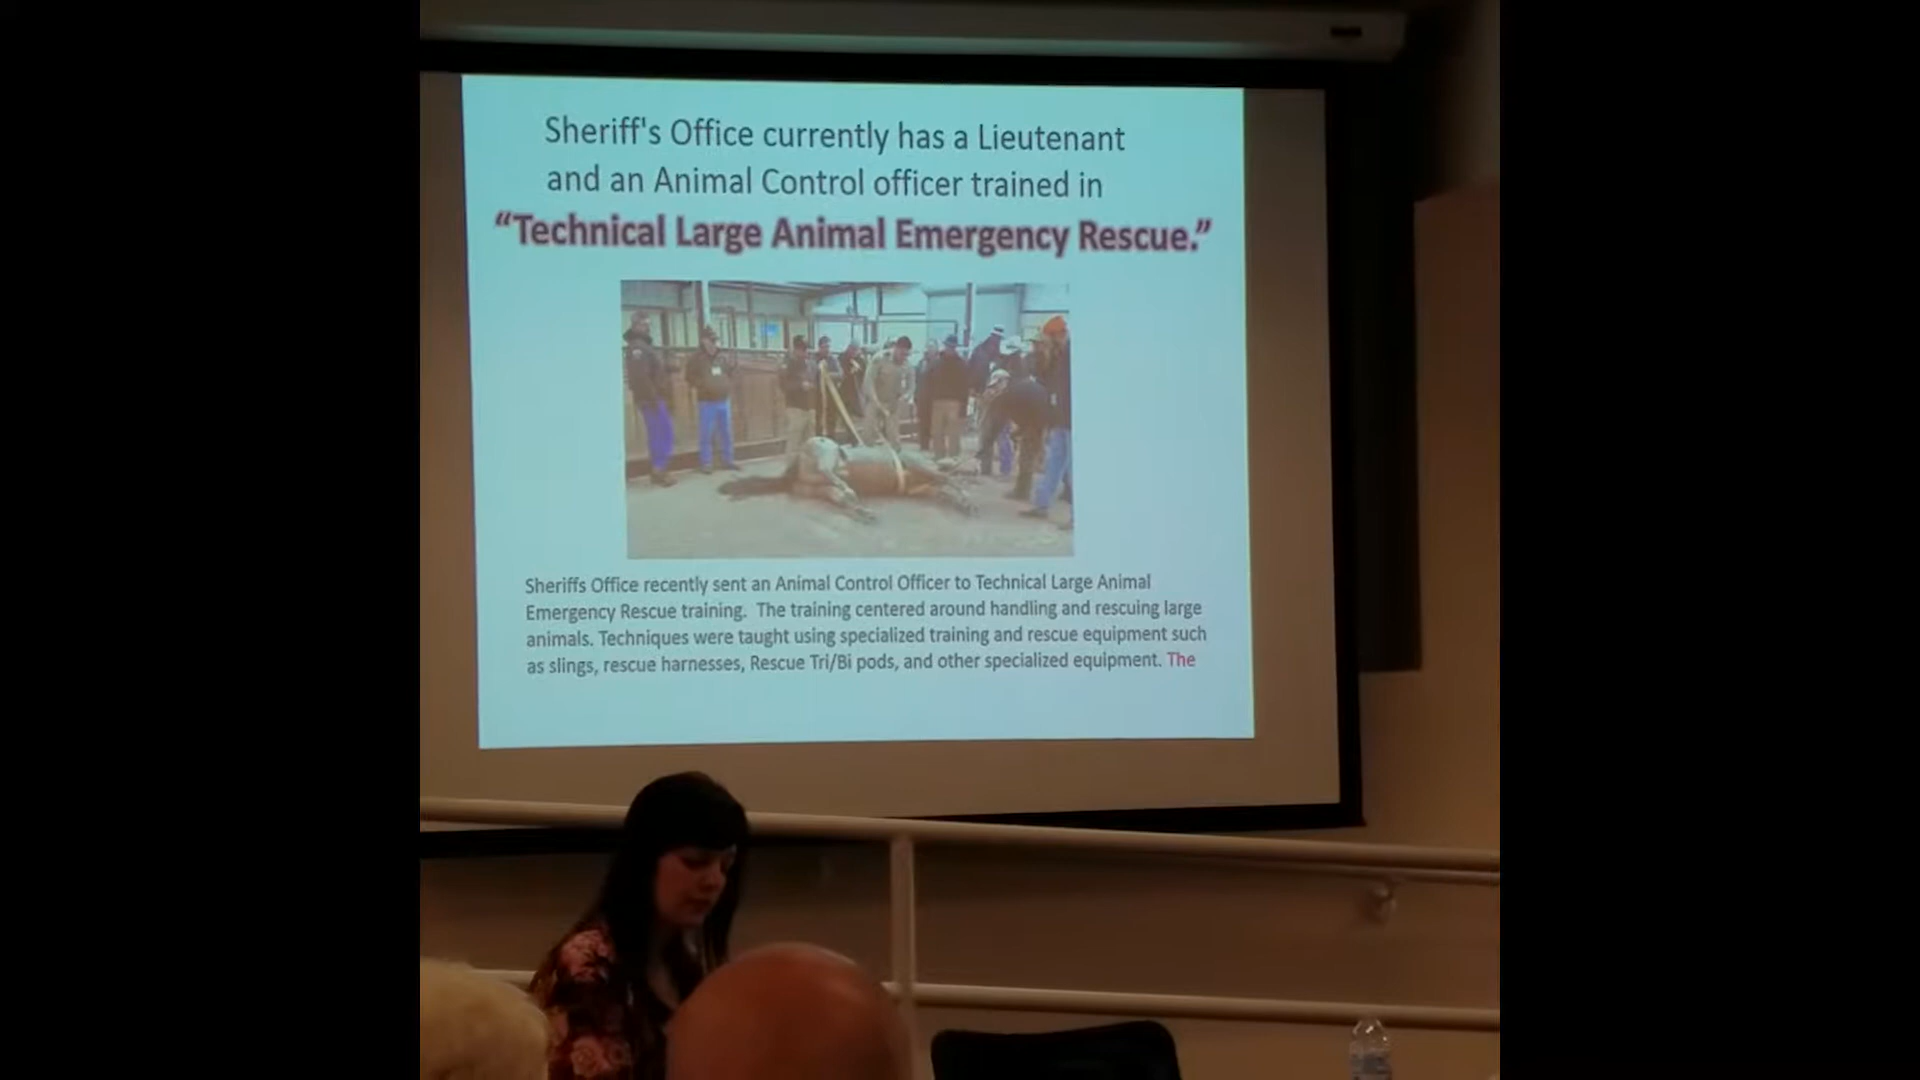 Sheriff's Office currently has a Lieutenant
and an Animal Control officer trained in
“Technical Large Animal Emergency Rescue.”
Sheriffs Office recently sent an Animal Control Officer to Technical Large Animal
Emergency Rescue training.  The training centered around handling and rescuing large
animals. Techniques were taught using specialized training and rescue equipment such
as slings, rescue harnesses, Rescue Tri/Bi pods, and other specialized equipment. The